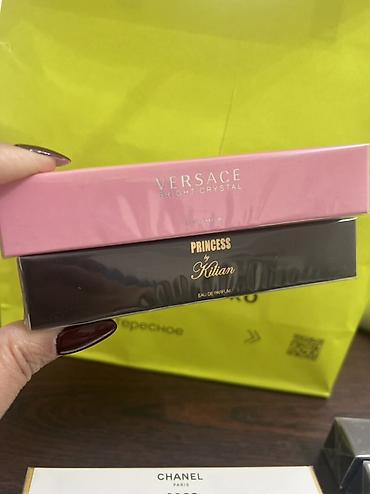 VERSACE
BRIGHT CRYSTAL
PRINCESS
by
Kilian
EAU DE PARFUM
ересное
CHANEL
PARIS